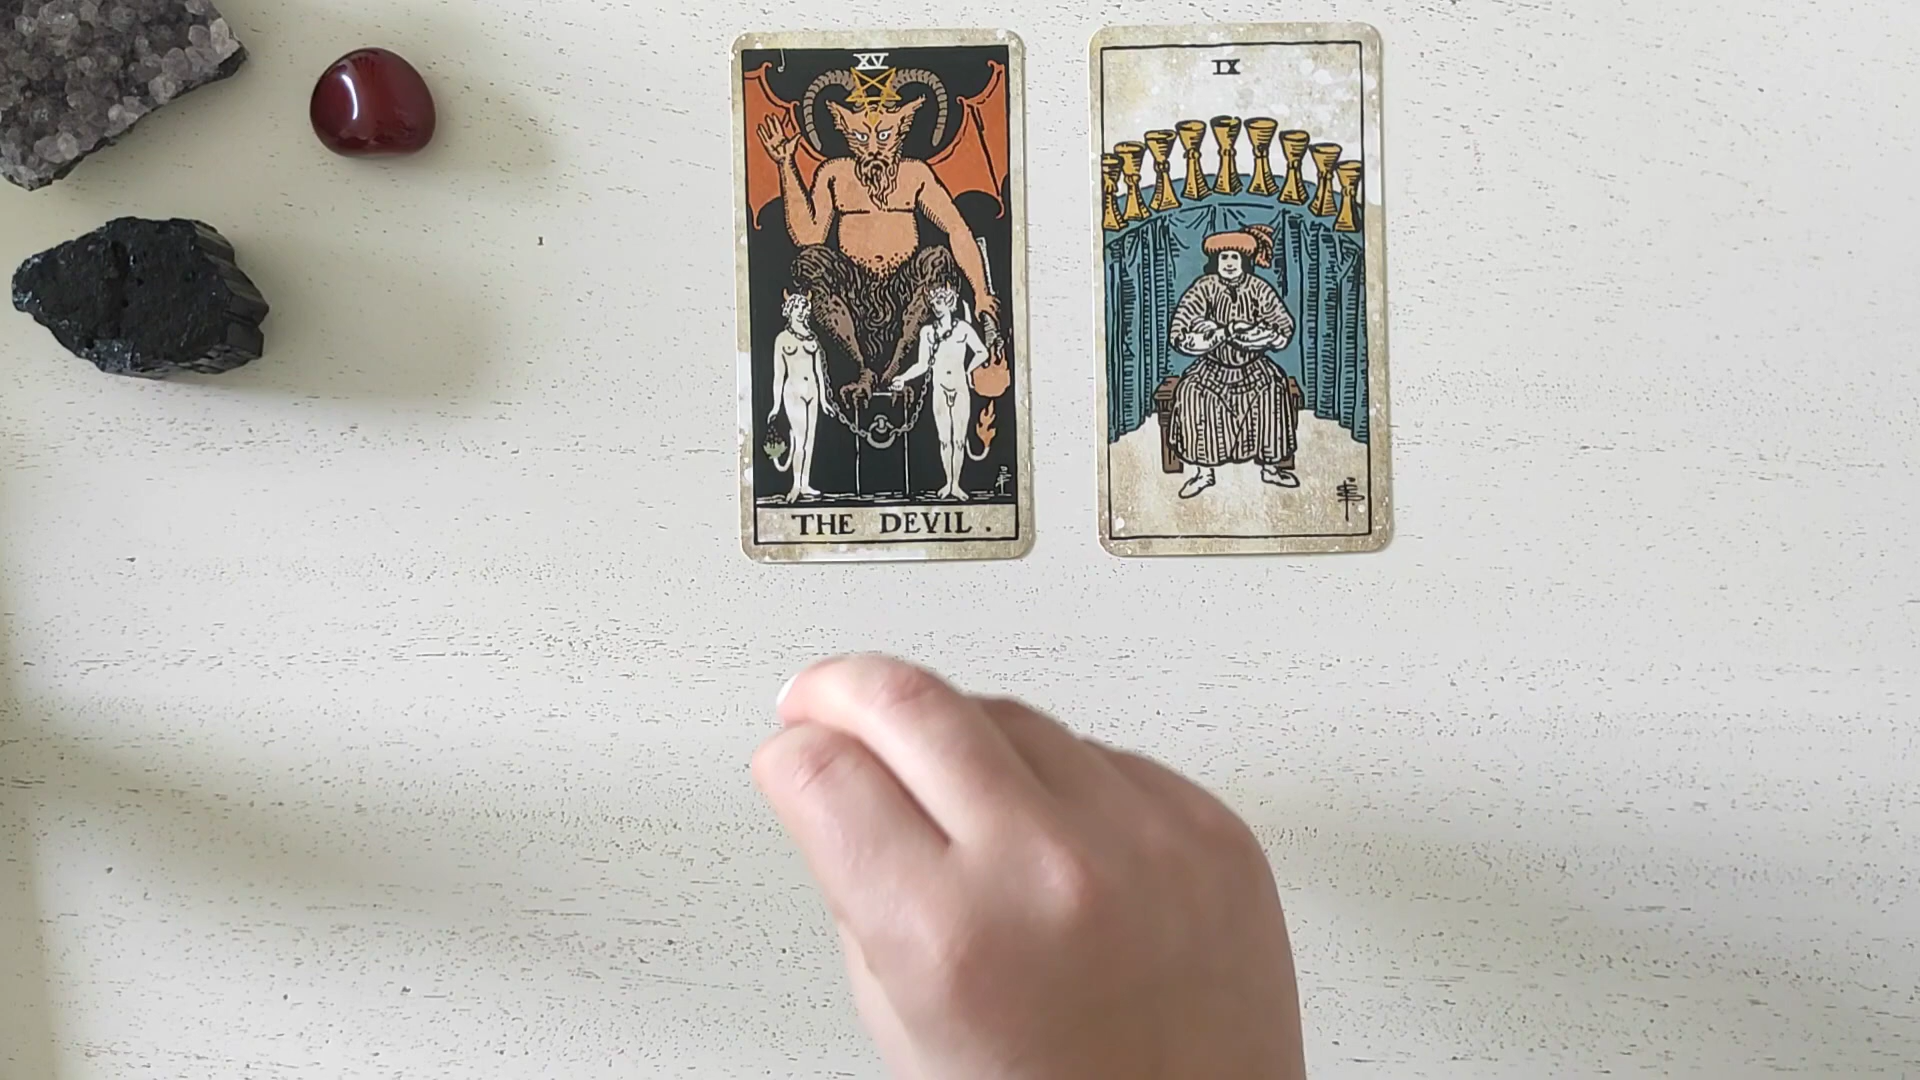 XV
THE DEVIL .
IX